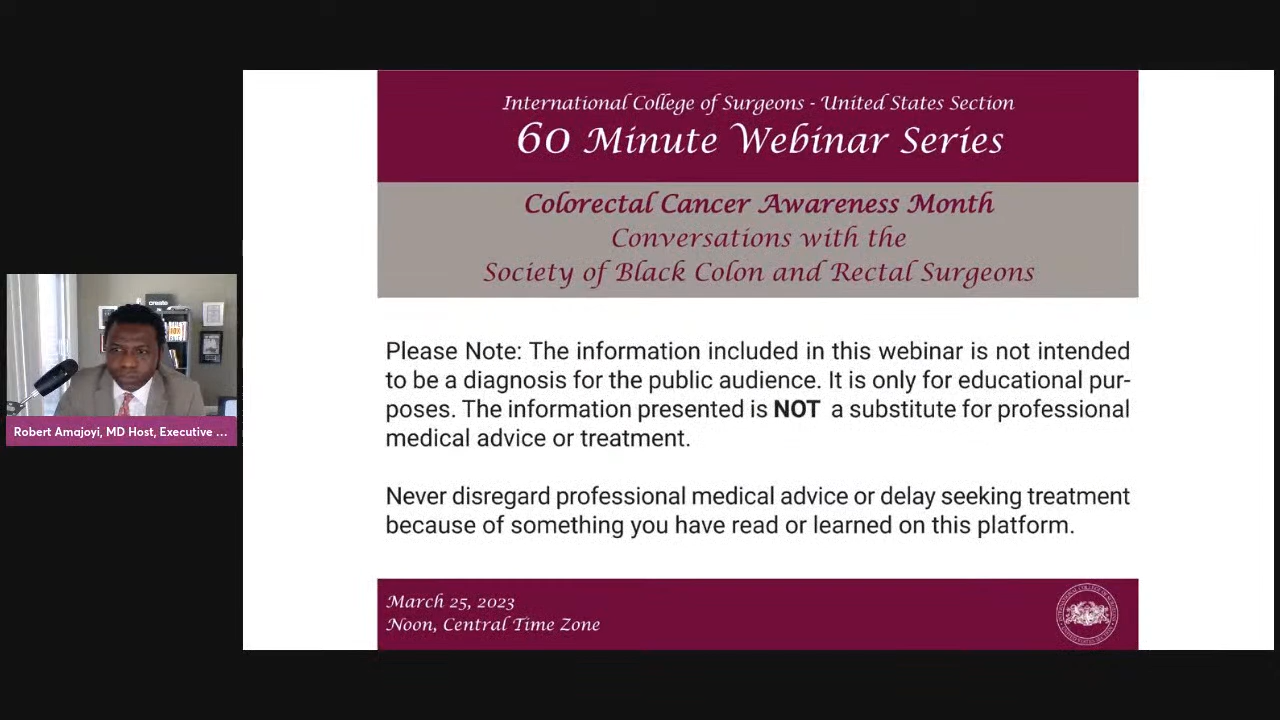 International College of Surgeons - United States Section
60 Minute Webinar Series
Colorectal Cancer Awareness Month
Conversations with the
Society of Black Colon and Rectal Surgeons
Please Note: The information included in this webinar is not intended
to be a diagnosis for the public audience. It is only for educational pur-
poses. The information presented is NOT a substitute for professional
medical advice or treatment.
Never disregard professional medical advice or delay seeking treatment
because of something you have read or learned on this platform.
March 25, 2023
Noon, Central Time Zone
create
Robert Amajoyi, MD Host, Executive ...